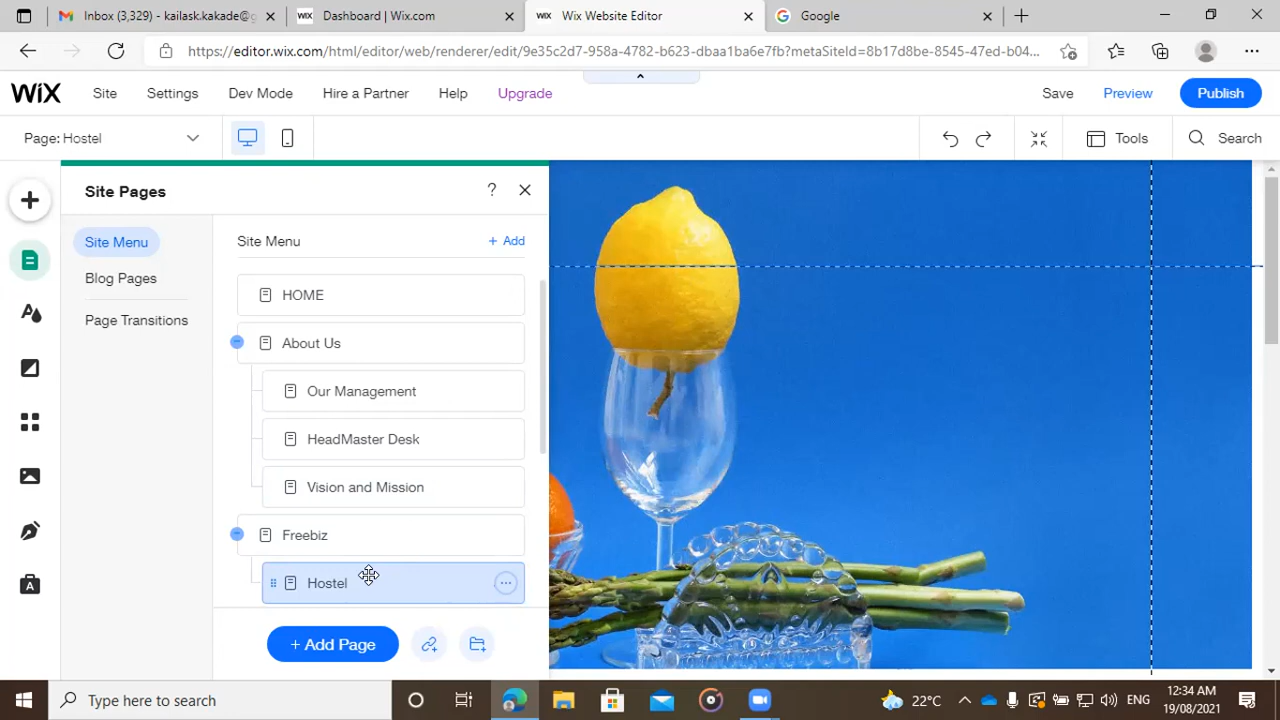 Inbox (3,329) - kailask.kakade@g
Dashboard | Wix.com
WiX
Wix Website Editor
Google
https://editor.wix.com/html/editor/web/renderer/edit/9e35c2d7-958a-4782-b623-dbaa1ba6e7fb?metaSiteId=8b17d8be-8545-47ed-b04...
WiX
Site
Settings
Dev Mode
Hire a Partner
Help
Upgrade
Save
Preview
Publish
Page: Hostel
Tools
Search
Site Pages
?
Site Menu
Blog Pages
Page Transitions
Site Menu
+ Add
HOME
About Us
Our Management
HeadMaster Desk
Vision and Mission
Freebiz
Hostel
+ Add Page
Type here to search
22°C
ENG
12:34 AM
19/08/2021